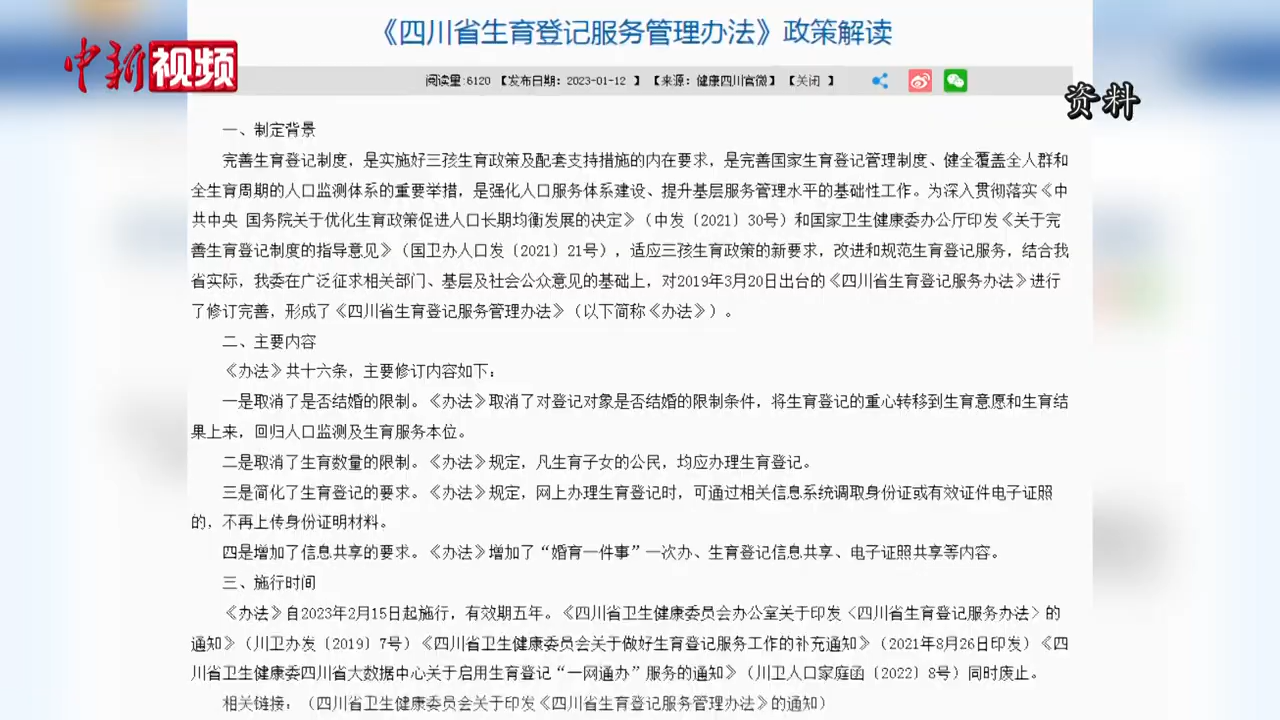 《四川省生育登记服务管理办法》政策解读
中新视频
阅读量:6120 【发布日期: 2023-01-12 】 【来源: 健康四川官微】 【关闭 】
资料
一、制定背景
完善生育登记制度，是实施好三孩生育政策及配套支持措施的内在要求，是完善国家生育登记管理制度、健全覆盖全人群和
全生育周期的人口监测体系的重要举措，是强化人口服务体系建设、提升基层服务管理水平的基础性工作。为深入贯彻落实《中
共中央 国务院关于优化生育政策促进人口长期均衡发展的决定》（中发〔2021〕30号）和国家卫生健康委办公厅印发《关于完
善生育登记制度的指导意见》（国卫办人口发〔2021〕21号），适应三孩生育政策的新要求，改进和规范生育登记服务，结合我
省实际，我委在广泛征求相关部门、基层及社会公众意见的基础上，对2019年3月20日出台的《四川省生育登记服务办法》进行
了修订完善，形成了《四川省生育登记服务管理办法》（以下简称《办法》）。
二、主要内容
《办法》共十六条，主要修订内容如下：
一是取消了是否结婚的限制。《办法》取消了对登记对象是否结婚的限制条件，将生育登记的重心转移到生育意愿和生育结
果上来，回归人口监测及生育服务本位。
二是取消了生育数量的限制。《办法》规定，凡生育子女的公民，均应办理生育登记。
三是简化了生育登记的要求。《办法》规定，网上办理生育登记时，可通过相关信息系统调取身份证或有效证件电子证照
的，不再上传身份证明材料。
四是增加了信息共享的要求。《办法》增加了“婚育一件事”一次办、生育登记信息共享、电子证照共享等内容。
三、施行时间
《办法》自2023年2月15日起施行，有效期五年。《四川省卫生健康委员会办公室关于印发〈四川省生育登记服务办法〉的
通知》（川卫办发〔2019〕7号）《四川省卫生健康委员会关于做好生育登记服务工作的补充通知》（2021年8月26日印发）《四
川省卫生健康委四川省大数据中心关于启用生育登记“一网通办”服务的通知》（川卫人口家庭函〔2022〕8号）同时废止。
相关链接：（四川省卫生健康委员会关于印发《四川省生育登记服务管理办法》的通知）